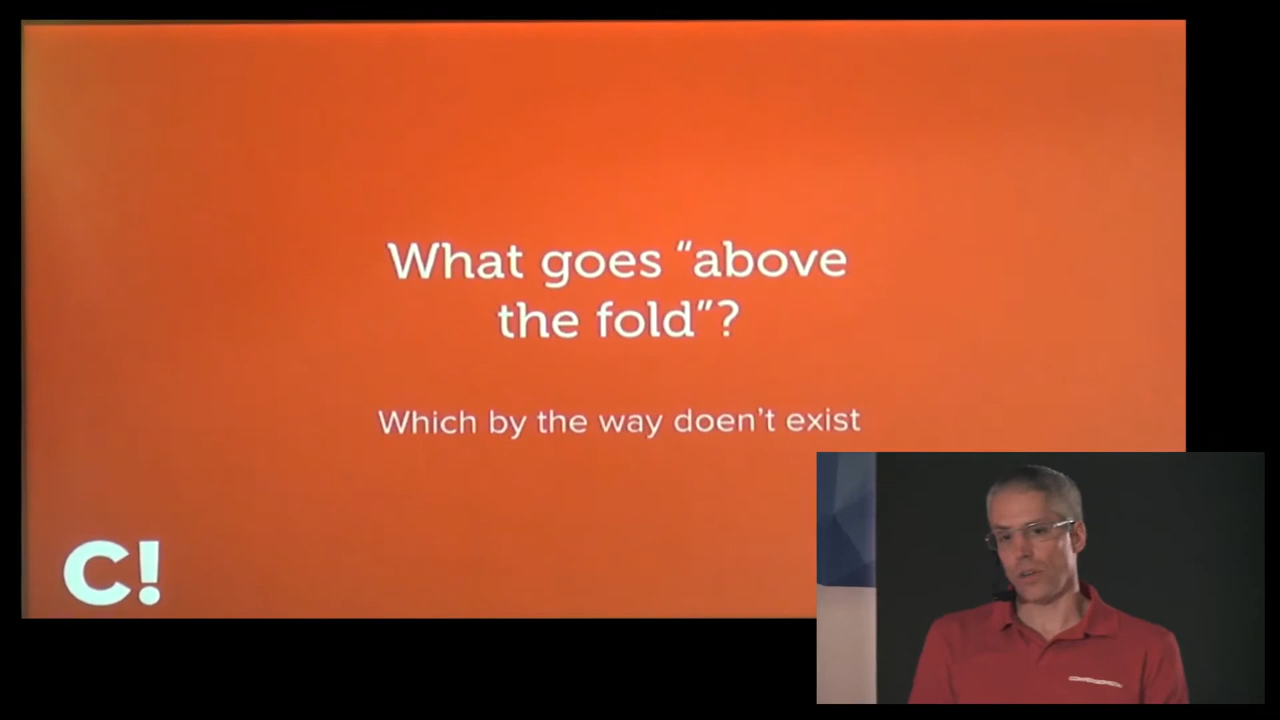 What goes “above
the fold”?
Which by the way doen’t exist
C!